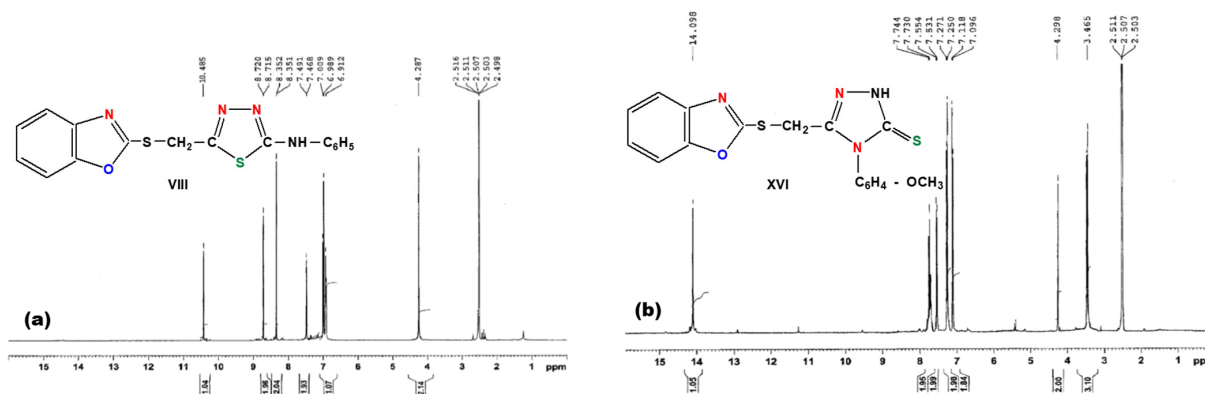 10.485
8.720
8.715
8.352
8.351
7.491
7.468
7.009
6.989
6.912
4.287
2.516
2.511
2.507
2.503
2.498
N
N N
S CH₂ C C NH C₆H₅
O
S
VIII
(a)
15 14 13 12 11 10 9 8 7 6 5 4 3 2 1 ppm
1.04
1.96
2.04
1.93
2.14
14.098
7.744
7.730
7.554
7.531
7.271
7.250
7.118
7.096
4.298
3.465
2.511
2.507
2.503
N
N NH
S CH₂ C C
O
N S
C₆H₄ - OCH₃
XVI
(b)
15 14 13 12 11 10 9 8 7 6 5 4 3 2 1 ppm
1.05
1.95
1.99
1.98
1.84
2.00
3.10